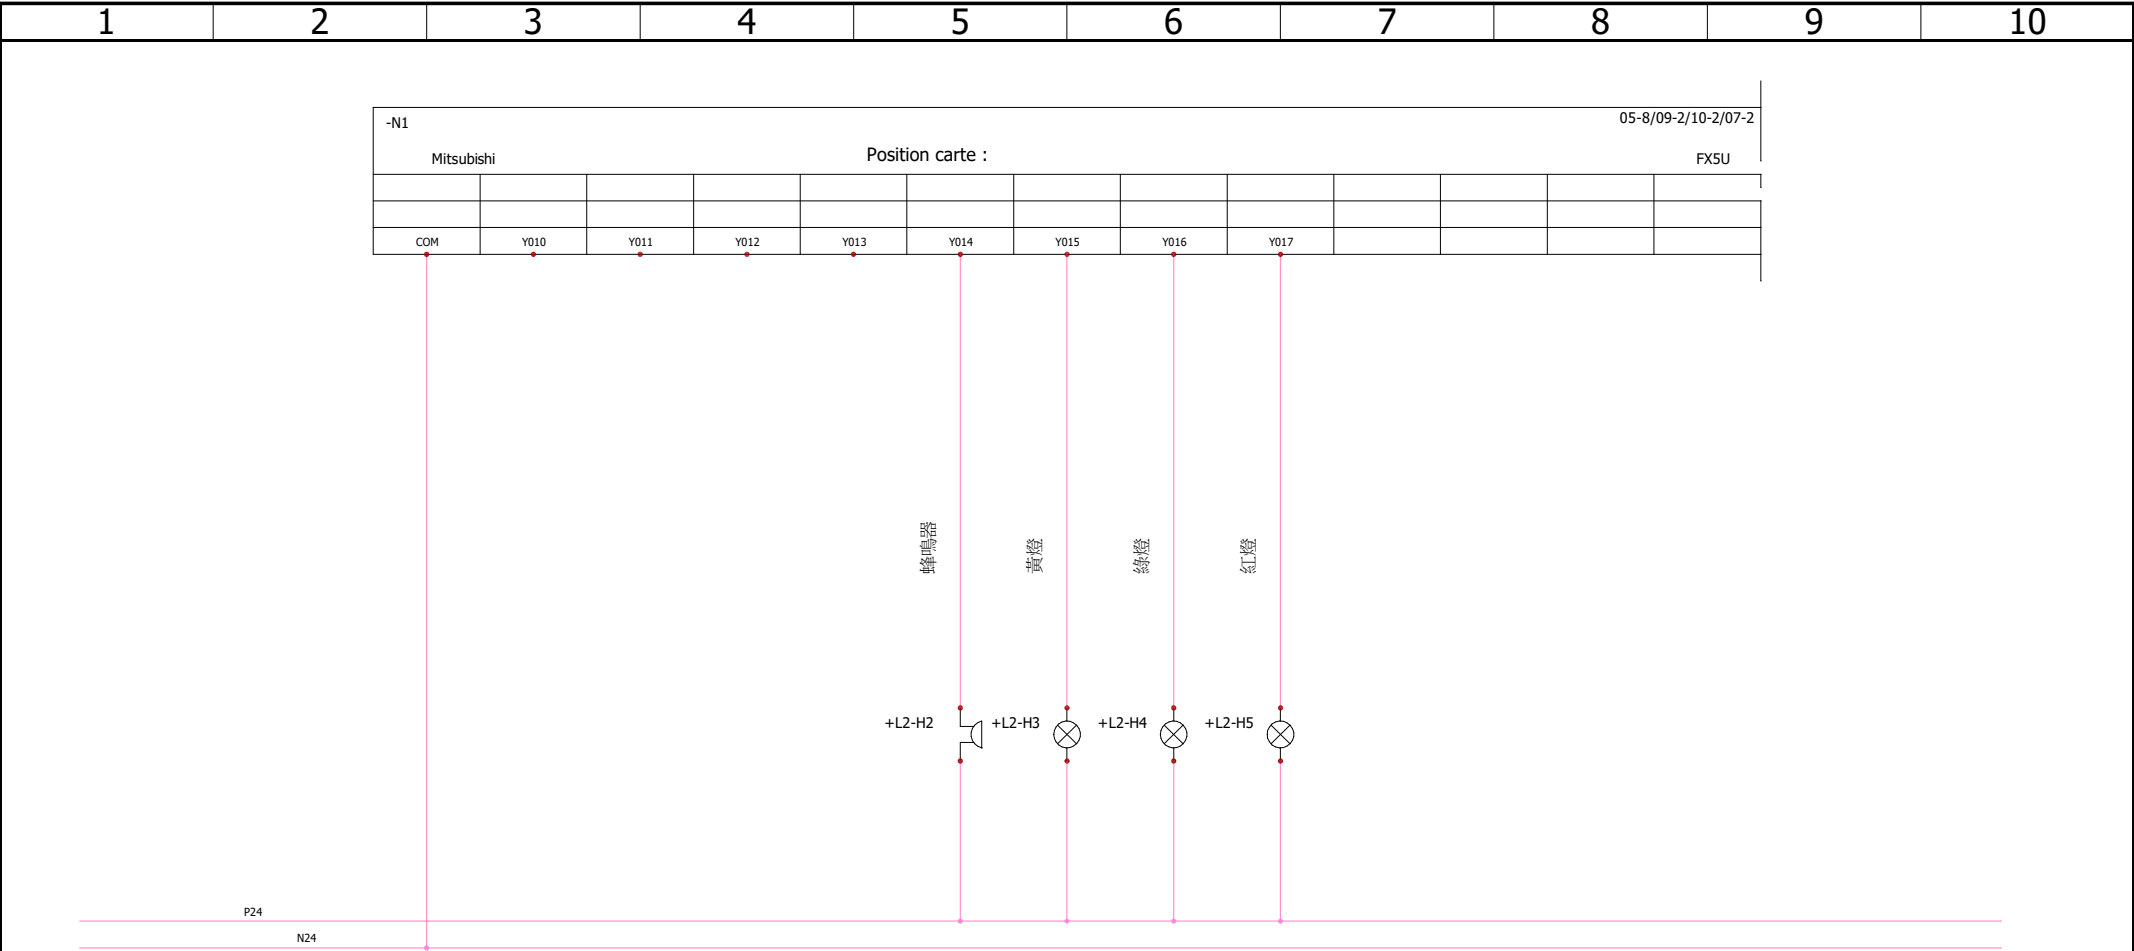 1 2 3 4 5 6 7 8 9 10
-N1 05-8/09-2/10-2/07-2
Mitsubishi Position carte : FX5U
COM Y010 Y011 Y012 Y013 Y014 Y015 Y016 Y017
蜂鳴器
黃燈
綠燈
紅燈
+L2-H2 +L2-H3 +L2-H4 +L2-H5
P24
N24